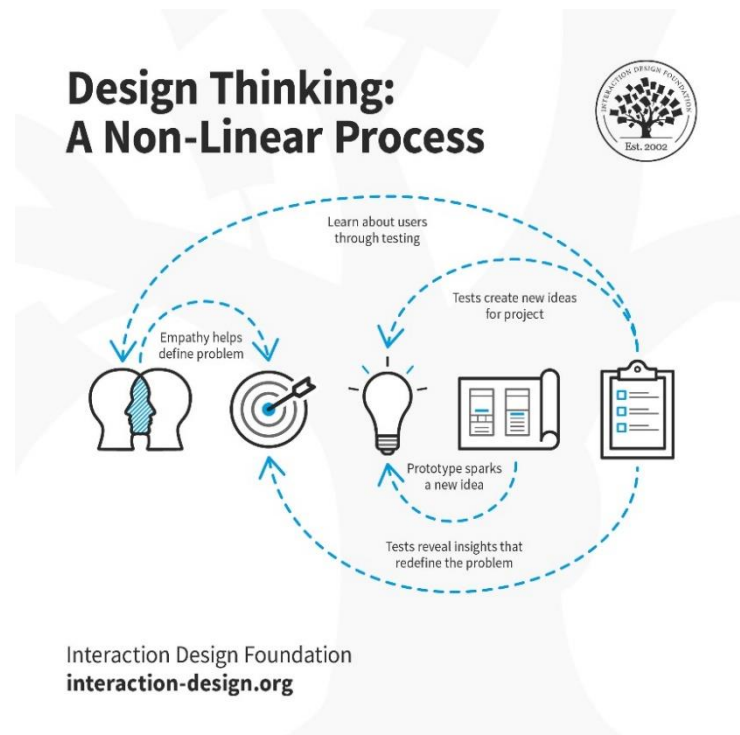 Design Thinking:
A Non-Linear Process
INTERACTION DESIGN FOUNDATION
Est. 2002
Learn about users
through testing
Tests create new ideas
for project
Empathy helps
define problem
Prototype sparks
a new idea
Tests reveal insights that
redefine the problem
Interaction Design Foundation
interaction-design.org